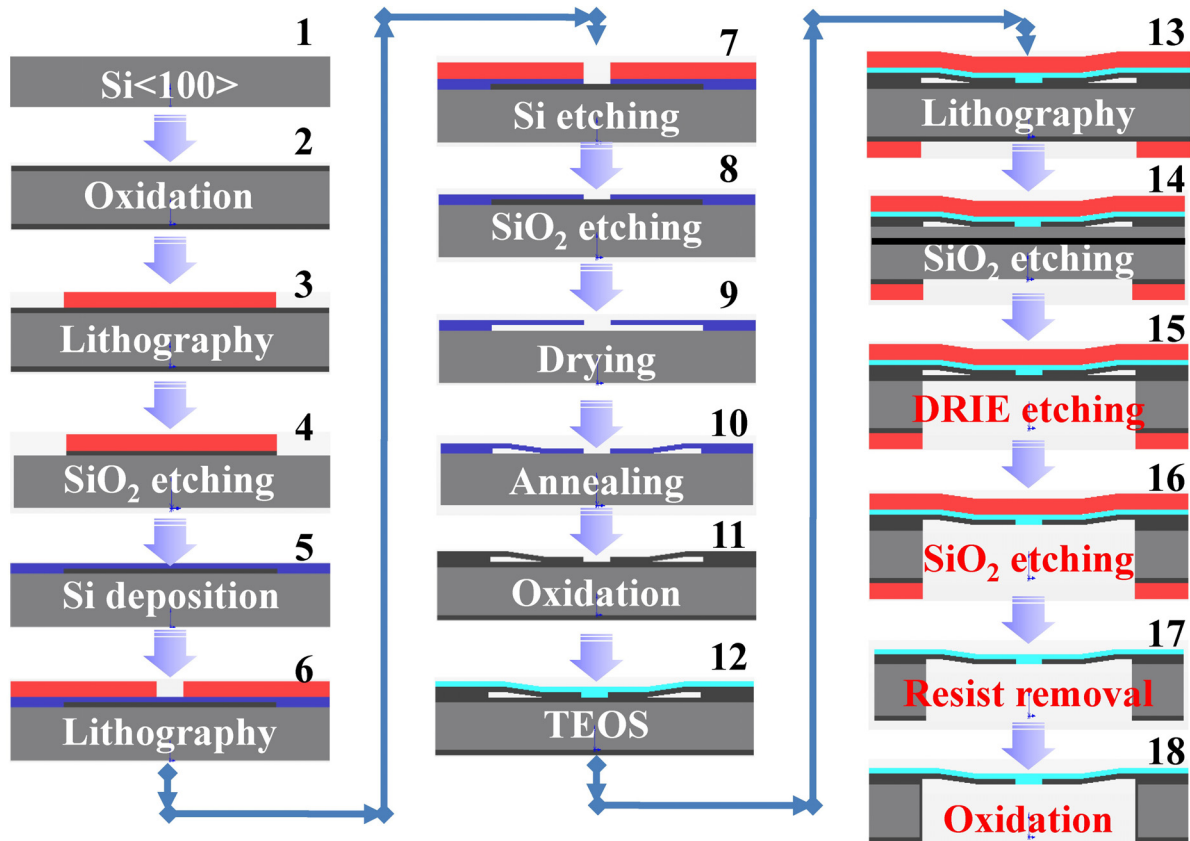 1
Si<100>
2
Oxidation
3
Lithography
4
SiO₂ etching
5
Si deposition
6
Lithography
7
Si etching
8
SiO₂ etching
9
Drying
10
Annealing
11
Oxidation
12
TEOS
13
Lithography
14
SiO₂ etching
15
DRIE etching
16
SiO₂ etching
17
Resist removal
18
Oxidation